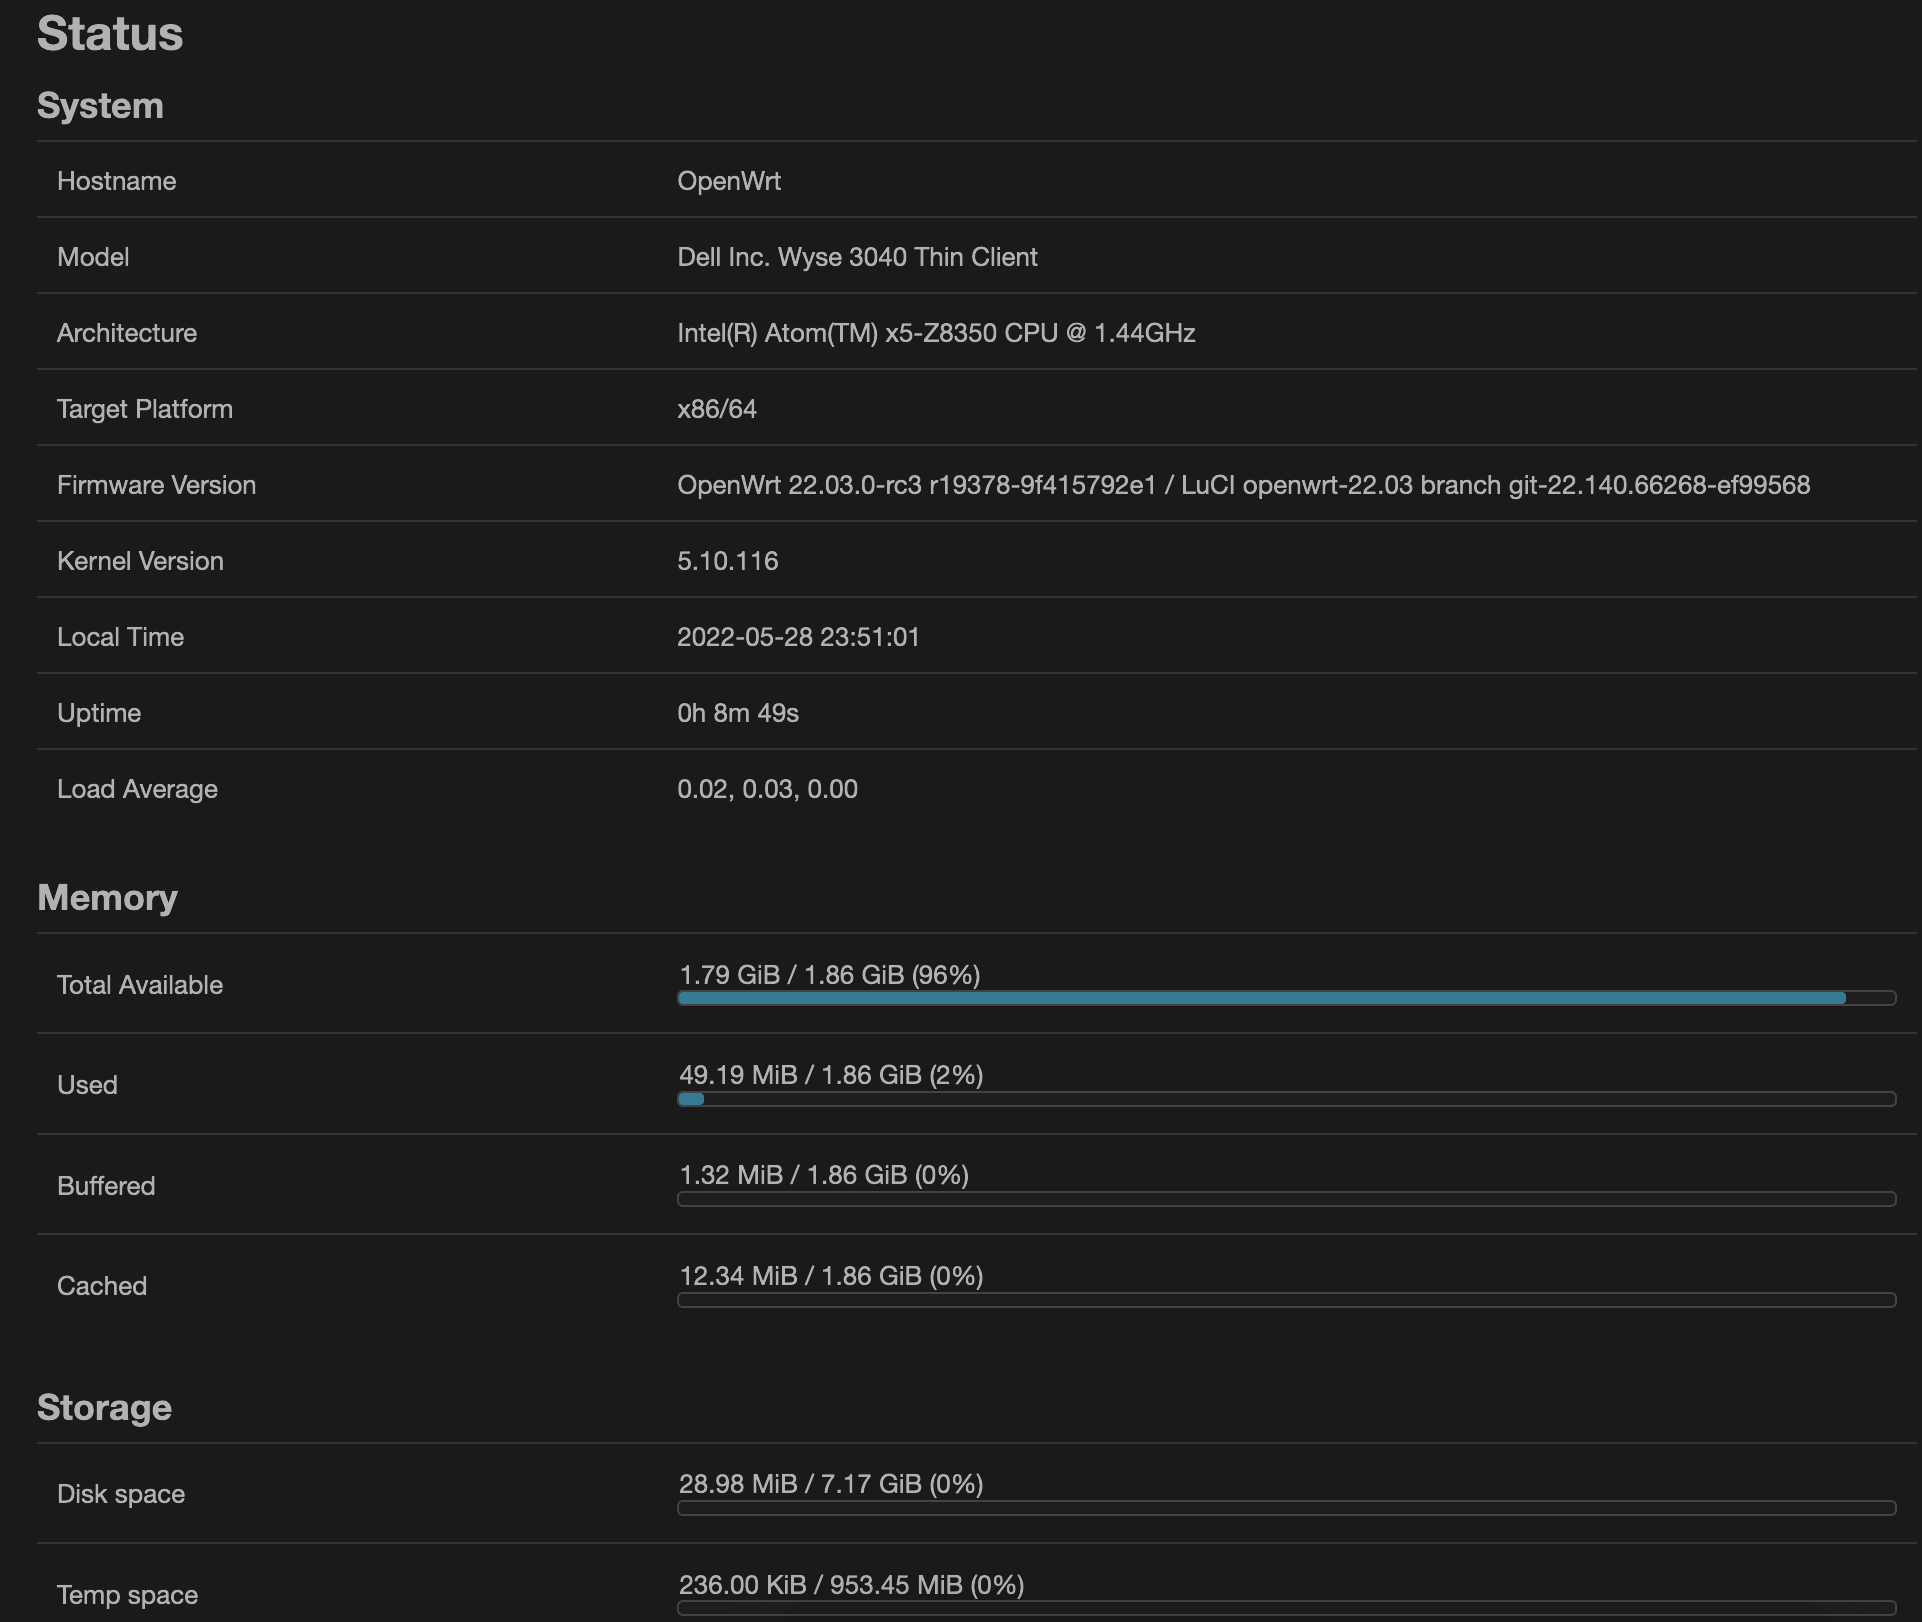 Status
System
Hostname OpenWrt
Model Dell Inc. Wyse 3040 Thin Client
Architecture Intel(R) Atom(TM) x5-Z8350 CPU @ 1.44GHz
Target Platform x86/64
Firmware Version OpenWrt 22.03.0-rc3 r19378-9f415792e1 / LuCI openwrt-22.03 branch git-22.140.66268-ef99568
Kernel Version 5.10.116
Local Time 2022-05-28 23:51:01
Uptime 0h 8m 49s
Load Average 0.02, 0.03, 0.00
Memory
Total Available 1.79 GiB / 1.86 GiB (96%)
Used 49.19 MiB / 1.86 GiB (2%)
Buffered 1.32 MiB / 1.86 GiB (0%)
Cached 12.34 MiB / 1.86 GiB (0%)
Storage
Disk space 28.98 MiB / 7.17 GiB (0%)
Temp space 236.00 KiB / 953.45 MiB (0%)